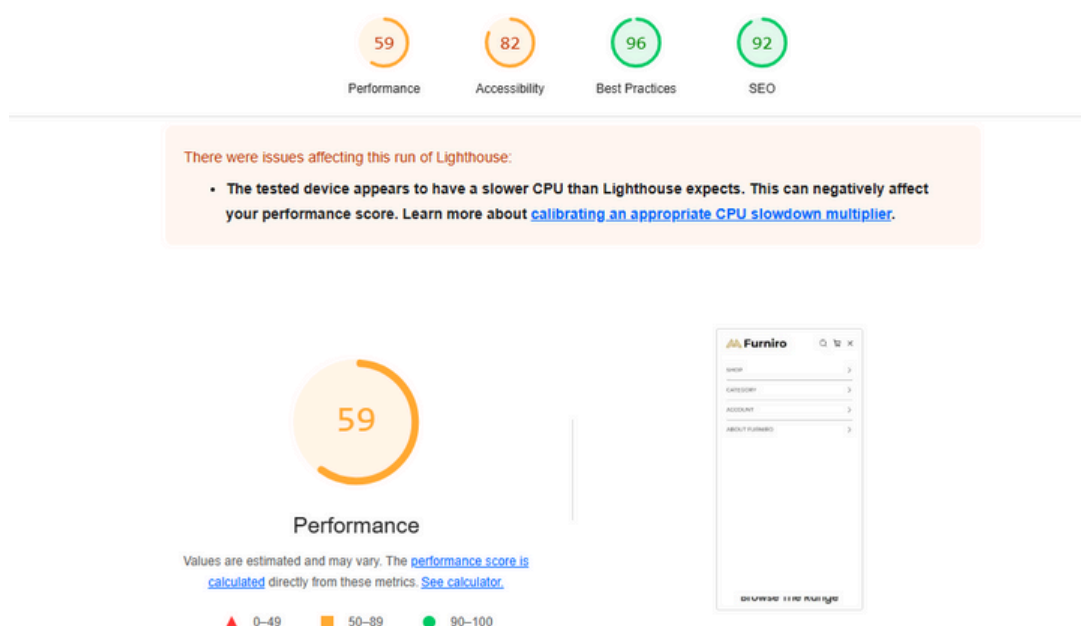 59
82
96
92
Performance
Accessibility
Best Practices
SEO
There were issues affecting this run of Lighthouse:
• The tested device appears to have a slower CPU than Lighthouse expects. This can negatively affect
your performance score. Learn more about calibrating an appropriate CPU slowdown multiplier.
59
Performance
Values are estimated and may vary. The performance score is
calculated directly from these metrics. See calculator.
0–49
50–89
90–100
Furniro
SHOP
CATEGORY
ACCOUNT
ABOUT FURNIRO
Browse The Range